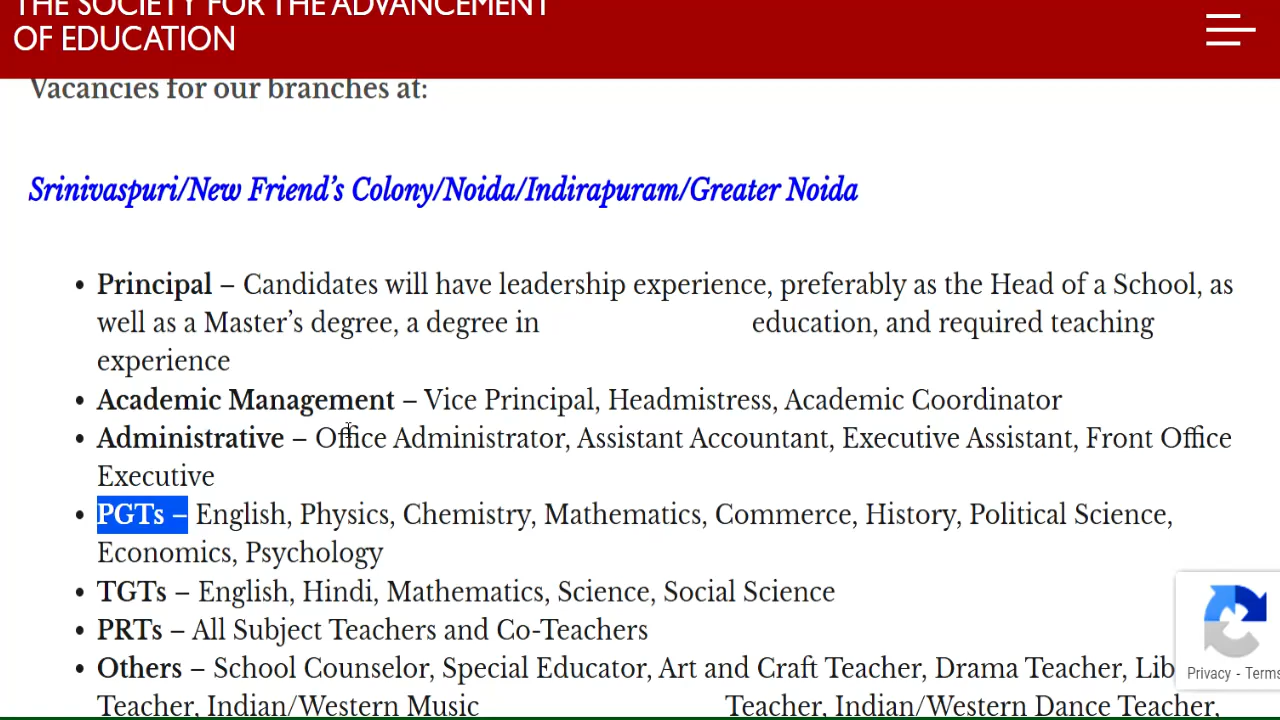 THE SOCIETY FOR THE ADVANCEMENT
OF EDUCATION
Vacancies for our branches at:
Srinivaspuri/New Friend’s Colony/Noida/Indirapuram/Greater Noida
• Principal – Candidates will have leadership experience, preferably as the Head of a School, as
well as a Master’s degree, a degree in education, and required teaching
experience
• Academic Management – Vice Principal, Headmistress, Academic Coordinator
• Administrative – Office Administrator, Assistant Accountant, Executive Assistant, Front Office
Executive
• PGTs – English, Physics, Chemistry, Mathematics, Commerce, History, Political Science,
Economics, Psychology
• TGTs – English, Hindi, Mathematics, Science, Social Science
• PRTs – All Subject Teachers and Co-Teachers
• Others – School Counselor, Special Educator, Art and Craft Teacher, Drama Teacher,
Teacher, Indian/Western Music Teacher, Indian/Western Dance Teacher,
Privacy - Terms